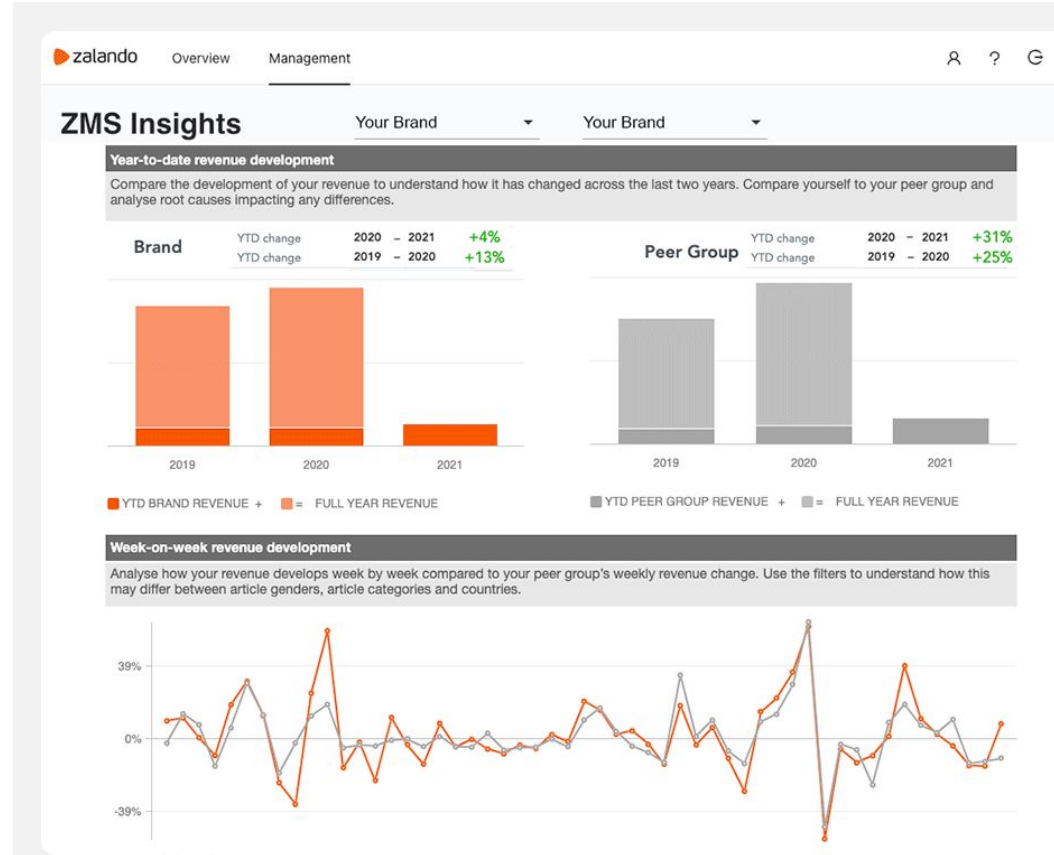 zalando Overview Management ?
ZMS Insights Your Brand Your Brand
Year-to-date revenue development
Compare the development of your revenue to understand how it has changed across the last two years. Compare yourself to your peer group and
analyse root causes impacting any differences.
Brand
YTD change 2020 – 2021 +4%
YTD change 2019 – 2020 +13%
Peer Group
YTD change 2020 – 2021 +31%
YTD change 2019 – 2020 +25%
2019 2020 2021
2019 2020 2021
YTD BRAND REVENUE + = FULL YEAR REVENUE
YTD PEER GROUP REVENUE + = FULL YEAR REVENUE
Week-on-week revenue development
Analyse how your revenue develops week by week compared to your peer group's weekly revenue change. Use the filters to understand how this
may differ between article genders, article categories and countries.
39%
0%
-39%